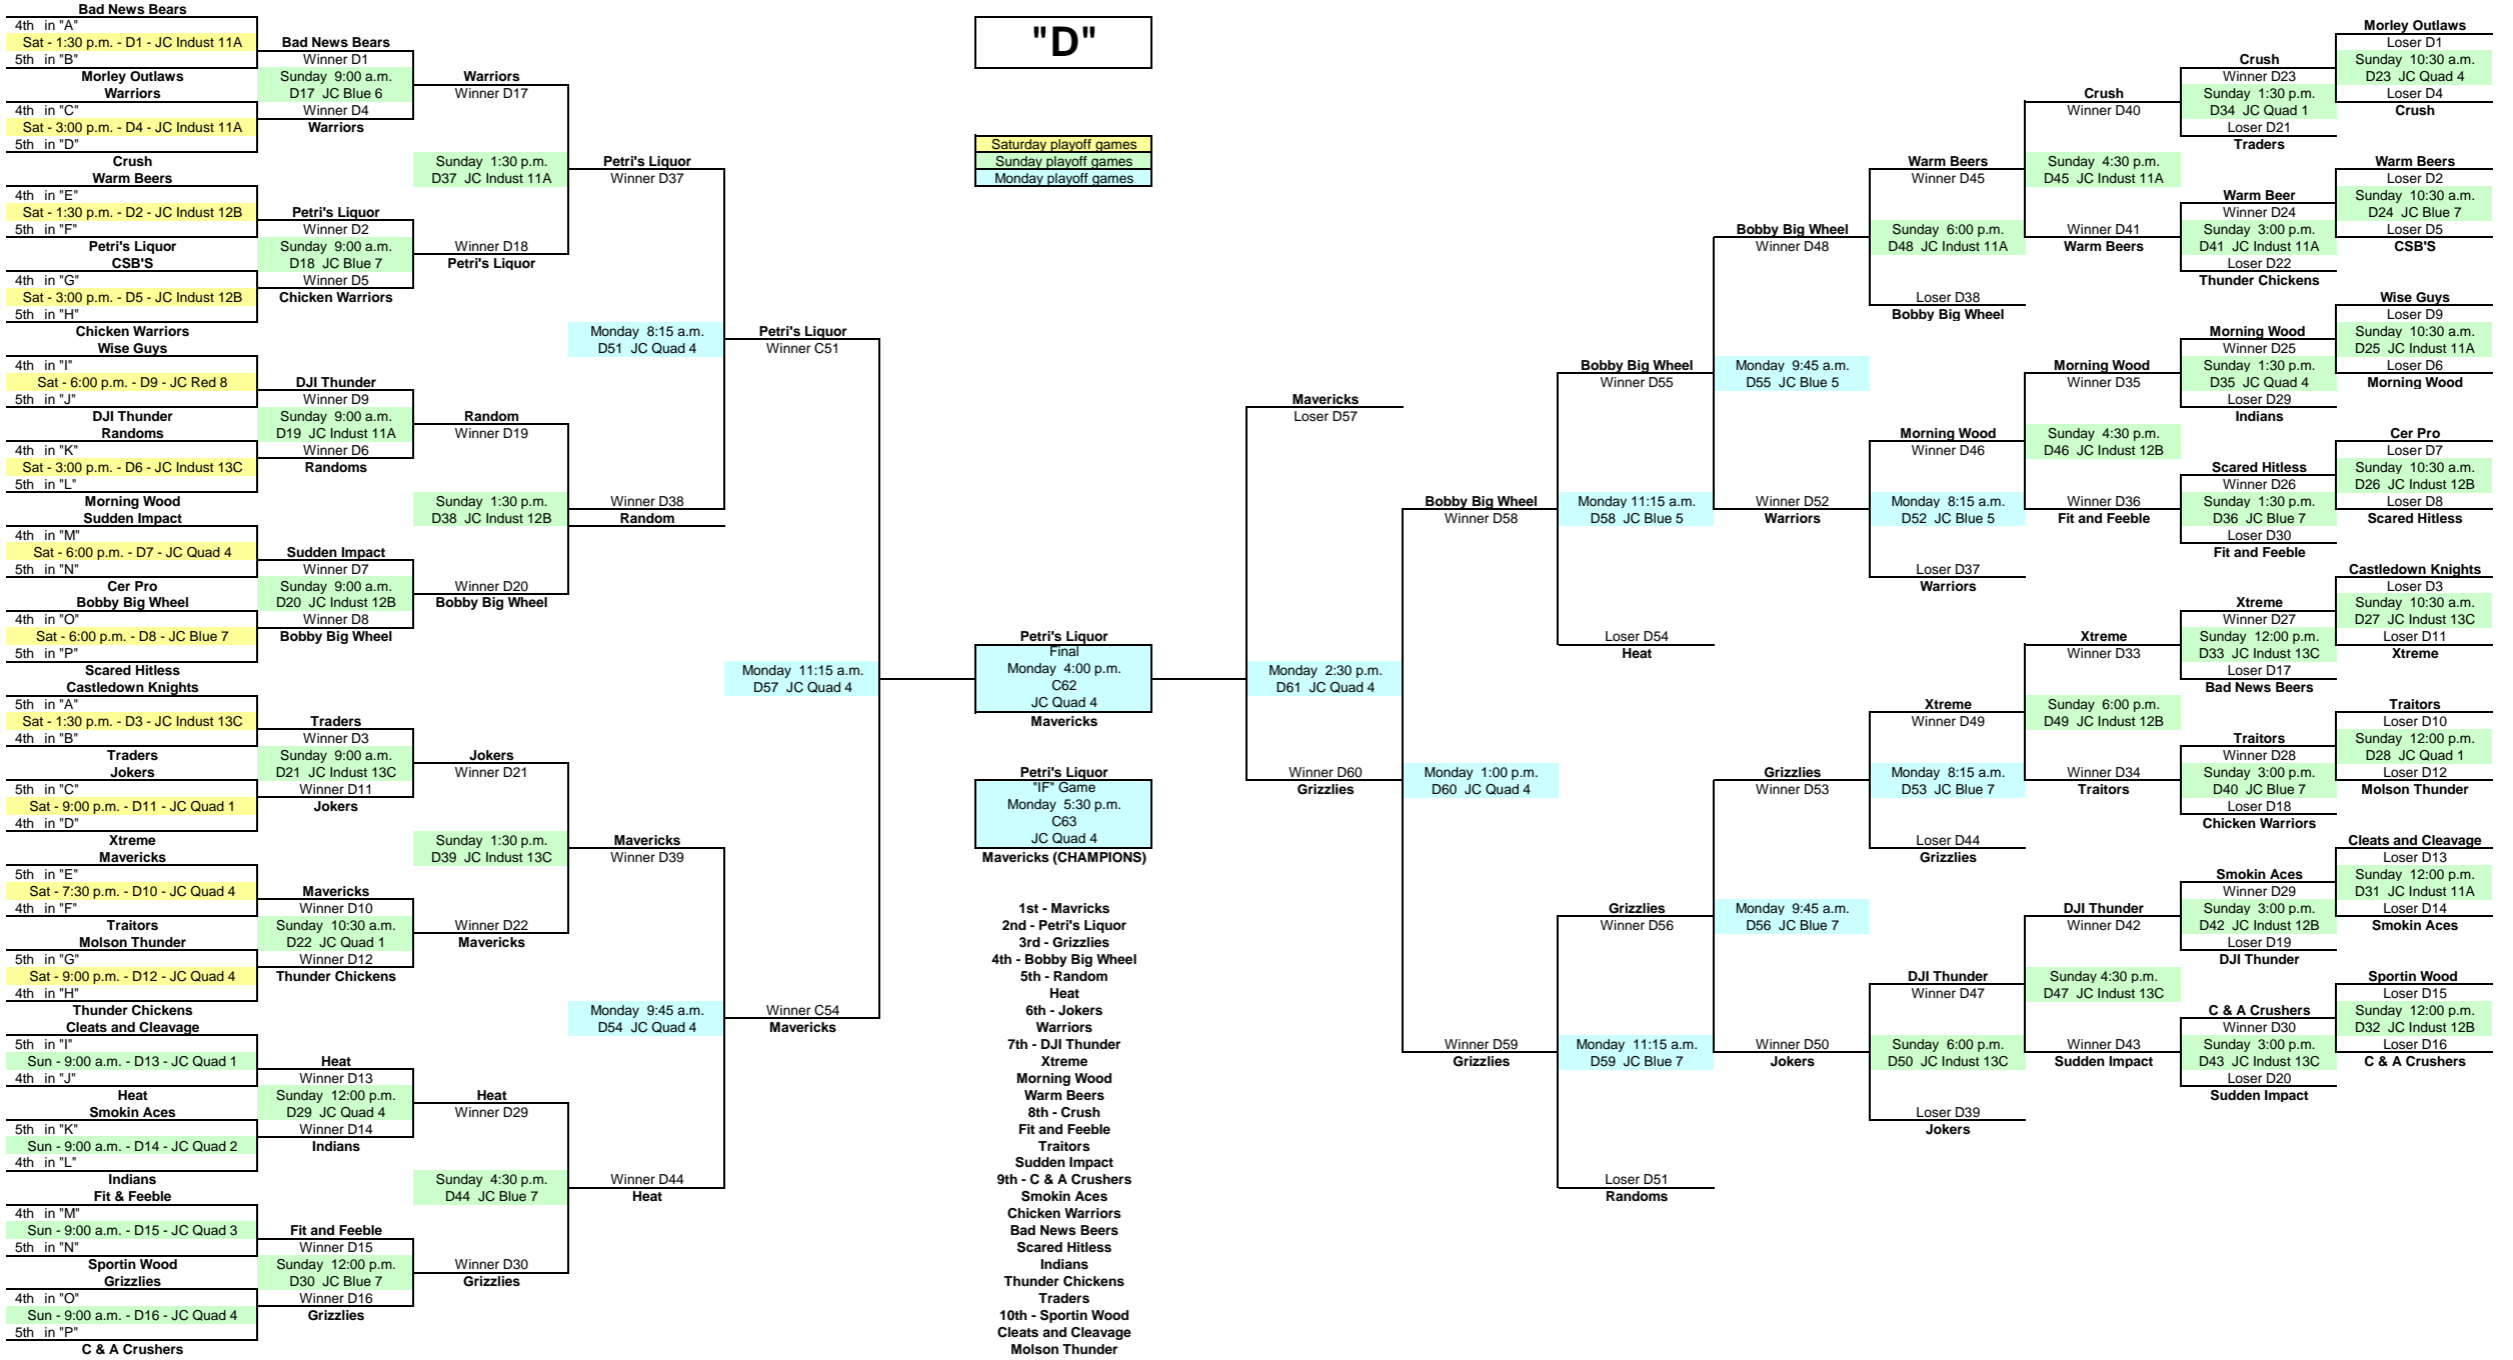 Bad News Bears
4th in "A"
Sat - 1:30 p.m. - D1 - JC Indust 11A
5th in "B"
Morley Outlaws
Warriors
4th in "C"
Sat - 3:00 p.m. - D4 - JC Indust 11A
5th in "D"
Crush
Warm Beers
4th in "E"
Sat - 1:30 p.m. - D2 - JC Indust 12B
5th in "F"
Petri's Liquor
CSB'S
4th in "G"
Sat - 3:00 p.m. - D5 - JC Indust 12B
5th in "H"
Chicken Warriors
Wise Guys
4th in "I"
Sat - 6:00 p.m. - D9 - JC Red 8
5th in "J"
DJI Thunder
Randoms
4th in "K"
Sat - 3:00 p.m. - D6 - JC Indust 13C
5th in "L"
Morning Wood
Sudden Impact
4th in "M"
Sat - 6:00 p.m. - D7 - JC Quad 4
5th in "N"
Cer Pro
Bobby Big Wheel
4th in "O"
Sat - 6:00 p.m. - D8 - JC Blue 7
5th in "P"
Scared Hitless
Castledown Knights
5th in "A"
Sat - 1:30 p.m. - D3 - JC Indust 13C
4th in "B"
Traders
Jokers
5th in "C"
Sat - 9:00 p.m. - D11 - JC Quad 1
4th in "D"
Xtreme
Mavericks
5th in "E"
Sat - 7:30 p.m. - D10 - JC Quad 4
4th in "F"
Traitors
Molson Thunder
5th in "G"
Sat - 9:00 p.m. - D12 - JC Quad 4
4th in "H"
Thunder Chickens
Cleats and Cleavage
5th in "I"
Sun - 9:00 a.m. - D13 - JC Quad 1
4th in "J"
Heat
Smokin Aces
5th in "K"
Sun - 9:00 a.m. - D14 - JC Quad 2
4th in "L"
Indians
Fit & Feeble
4th in "M"
Sun - 9:00 a.m. - D15 - JC Quad 3
5th in "N"
Sportin Wood
Grizzlies
4th in "O"
Sun - 9:00 a.m. - D16 - JC Quad 4
5th in "P"
C & A Crushers
Bad News Bears
Winner D1
Sunday 9:00 a.m.
D17 JC Blue 6
Winner D4
Warriors
Petri's Liquor
Winner D2
Sunday 9:00 a.m.
D18 JC Blue 7
Winner D5
Chicken Warriors
DJI Thunder
Winner D9
Sunday 9:00 a.m.
D19 JC Indust 11A
Winner D6
Randoms
Sudden Impact
Winner D7
Sunday 9:00 a.m.
D20 JC Indust 12B
Winner D8
Bobby Big Wheel
Traders
Winner D3
Sunday 9:00 a.m.
D21 JC Indust 13C
Winner D11
Jokers
Mavericks
Winner D10
Sunday 10:30 a.m.
D22 JC Quad 1
Winner D12
Thunder Chickens
Heat
Winner D13
Sunday 12:00 p.m.
D29 JC Quad 4
Winner D14
Indians
Fit and Feeble
Winner D15
Sunday 12:00 p.m.
D30 JC Blue 7
Winner D16
Grizzlies
Warriors
Winner D17
Sunday 1:30 p.m.
D37 JC Indust 11A
Winner D18
Petri's Liquor
Random
Winner D19
Sunday 1:30 p.m.
D38 JC Indust 12B
Winner D20
Bobby Big Wheel
Jokers
Winner D21
Sunday 1:30 p.m.
D39 JC Indust 13C
Winner D22
Mavericks
Heat
Winner D29
Sunday 4:30 p.m.
D44 JC Blue 7
Winner D30
Grizzlies
Petri's Liquor
Winner D37
Monday 8:15 a.m.
D51 JC Quad 4
Winner D38
Random
Mavericks
Winner D39
Monday 9:45 a.m.
D54 JC Quad 4
Winner D44
Heat
Petri's Liquor
Winner C51
Monday 11:15 a.m.
D57 JC Quad 4
Winner C54
Mavericks
"D"
Saturday playoff games
Sunday playoff games
Monday playoff games
Petri's Liquor
Final
Monday 4:00 p.m.
C62
JC Quad 4
Mavericks
Petri's Liquor
"IF" Game
Monday 5:30 p.m.
C63
JC Quad 4
Mavericks (CHAMPIONS)
1st - Mavricks
2nd - Petri's Liquor
3rd - Grizzlies
4th - Bobby Big Wheel
5th - Random
Heat
6th - Jokers
Warriors
7th - DJI Thunder
Xtreme
Morning Wood
Warm Beers
8th - Crush
Fit and Feeble
Traitors
Sudden Impact
9th - C & A Crushers
Smokin Aces
Chicken Warriors
Bad News Beers
Scared Hitless
Indians
Thunder Chickens
Traders
10th - Sportin Wood
Cleats and Cleavage
Molson Thunder
Mavericks
Loser D57
Monday 2:30 p.m.
D61 JC Quad 4
Winner D60
Grizzlies
Bobby Big Wheel
Winner D58
Monday 1:00 p.m.
D60 JC Quad 4
Winner D59
Grizzlies
Bobby Big Wheel
Winner D55
Monday 11:15 a.m.
D58 JC Blue 5
Loser D54
Heat
Grizzlies
Winner D56
Monday 11:15 a.m.
D59 JC Blue 7
Loser D51
Randoms
Bobby Big Wheel
Winner D48
Monday 9:45 a.m.
D55 JC Blue 5
Winner D52
Warriors
Grizzlies
Winner D53
Monday 9:45 a.m.
D56 JC Blue 7
Winner D50
Jokers
Warm Beers
Winner D45
Sunday 6:00 p.m.
D48 JC Indust 11A
Loser D38
Bobby Big Wheel
Morning Wood
Winner D46
Monday 8:15 a.m.
D52 JC Blue 5
Loser D37
Warriors
Xtreme
Winner D49
Monday 8:15 a.m.
D53 JC Blue 7
Loser D44
Grizzlies
DJI Thunder
Winner D47
Sunday 6:00 p.m.
D50 JC Indust 13C
Loser D39
Jokers
Crush
Winner D40
Sunday 4:30 p.m.
D45 JC Indust 11A
Winner D41
Warm Beers
Morning Wood
Winner D35
Sunday 4:30 p.m.
D46 JC Indust 12B
Winner D36
Fit and Feeble
Xtreme
Winner D33
Sunday 6:00 p.m.
D49 JC Indust 12B
Winner D34
Traitors
DJI Thunder
Winner D42
Sunday 4:30 p.m.
D47 JC Indust 13C
Winner D43
Sudden Impact
Crush
Winner D23
Sunday 1:30 p.m.
D34 JC Quad 1
Loser D21
Traders
Warm Beer
Winner D24
Sunday 3:00 p.m.
D41 JC Indust 11A
Loser D22
Thunder Chickens
Morning Wood
Winner D25
Sunday 1:30 p.m.
D35 JC Quad 4
Loser D29
Indians
Scared Hitless
Winner D26
Sunday 1:30 p.m.
D36 JC Blue 7
Loser D30
Fit and Feeble
Xtreme
Winner D27
Sunday 12:00 p.m.
D33 JC Indust 13C
Loser D17
Bad News Beers
Traitors
Winner D28
Sunday 3:00 p.m.
D40 JC Blue 7
Loser D18
Chicken Warriors
Smokin Aces
Winner D29
Sunday 3:00 p.m.
D42 JC Indust 12B
Loser D19
DJI Thunder
C & A Crushers
Winner D30
Sunday 3:00 p.m.
D43 JC Indust 13C
Loser D20
Sudden Impact
Morley Outlaws
Loser D1
Sunday 10:30 a.m.
D23 JC Quad 4
Loser D4
Crush
Warm Beers
Loser D2
Sunday 10:30 a.m.
D24 JC Blue 7
Loser D5
CSB'S
Wise Guys
Loser D9
Sunday 10:30 a.m.
D25 JC Indust 11A
Loser D6
Morning Wood
Cer Pro
Loser D7
Sunday 10:30 a.m.
D26 JC Indust 12B
Loser D8
Scared Hitless
Castledown Knights
Loser D3
Sunday 10:30 a.m.
D27 JC Indust 13C
Loser D11
Xtreme
Traitors
Loser D10
Sunday 12:00 p.m.
D28 JC Quad 1
Loser D12
Molson Thunder
Cleats and Cleavage
Loser D13
Sunday 12:00 p.m.
D31 JC Indust 11A
Loser D14
Smokin Aces
Sportin Wood
Loser D15
Sunday 12:00 p.m.
D32 JC Indust 12B
Loser D16
C & A Crushers